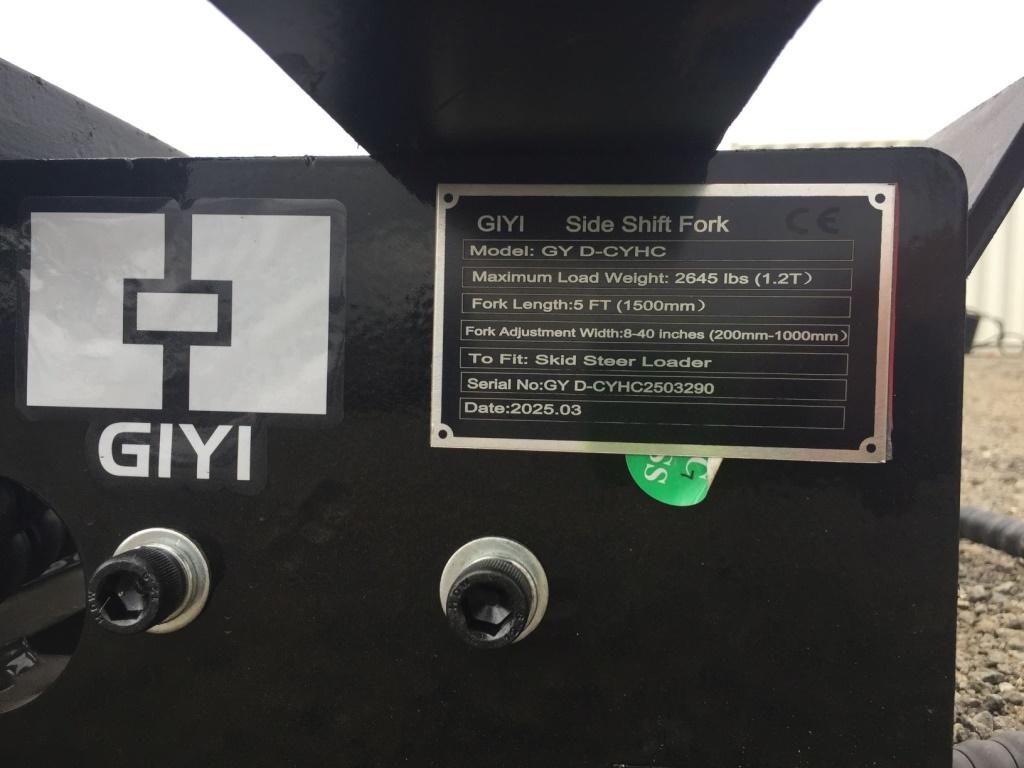 GIYI Side Shift Fork CE
Model: GY D-CYHC
Maximum Load Weight: 2645 lbs (1.2T)
Fork Length:5 FT (1500mm)
Fork Adjustment Width:8-40 inches (200mm-1000mm)
To Fit: Skid Steer Loader
Serial No:GY D-CYHC2503290
Date:2025.03
GIYI